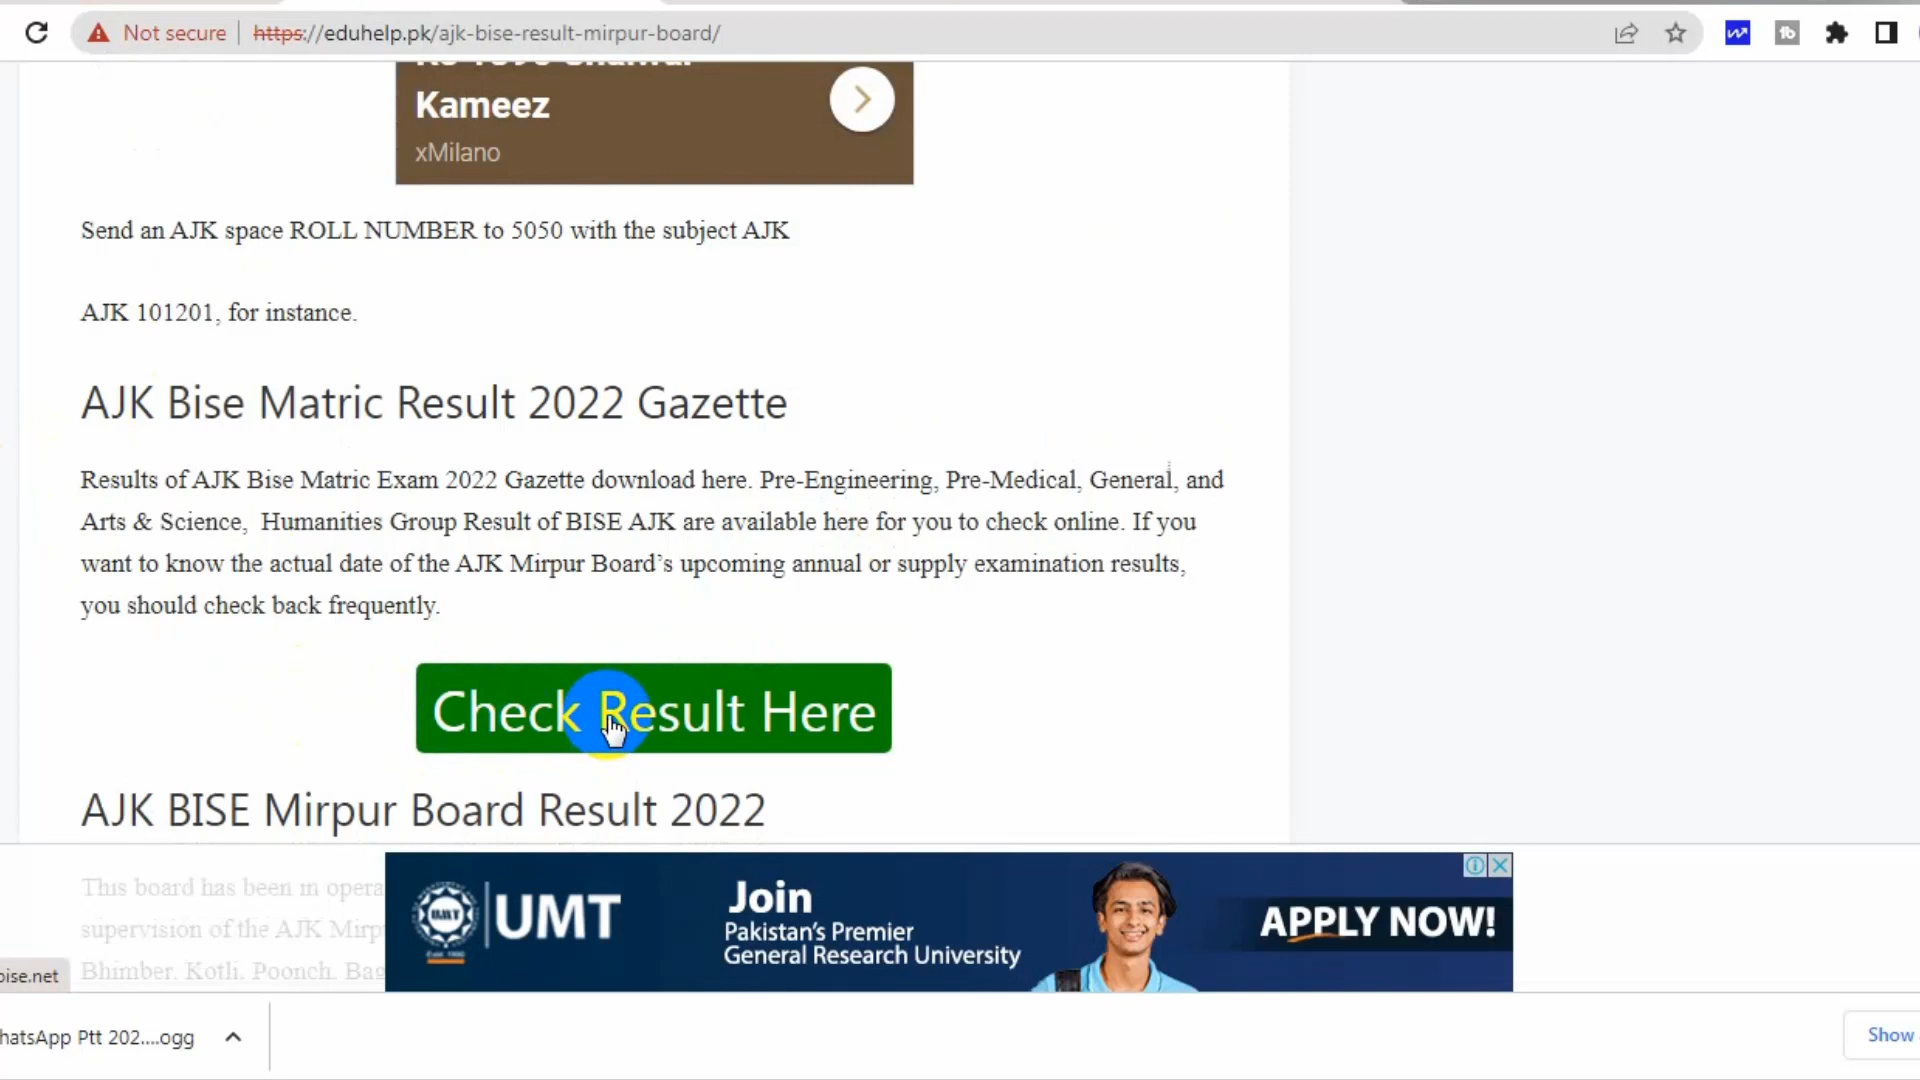 Not secure
https://eduhelp.pk/ajk-bise-result-mirpur-board/
Kameez
xMilano
Send an AJK space ROLL NUMBER to 5050 with the subject AJK
AJK 101201, for instance.
AJK Bise Matric Result 2022 Gazette
Results of AJK Bise Matric Exam 2022 Gazette download here. Pre-Engineering, Pre-Medical, General, and
Arts & Science, Humanities Group Result of BISE AJK are available here for you to check online. If you
want to know the actual date of the AJK Mirpur Board’s upcoming annual or supply examination results,
you should check back frequently.
Check Result Here
AJK BISE Mirpur Board Result 2022
This board has been in opera
supervision of the AJK Mirp
Bhimber, Kotli, Poonch, Bag
UMT
Join
Pakistan's Premier
General Research University
APPLY NOW!
bise.net
hatsApp Ptt 202....ogg
Show